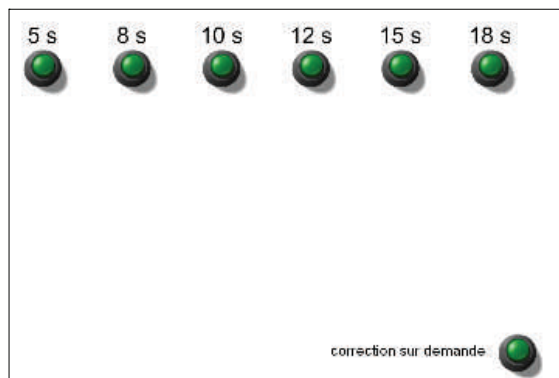 5 s 8 s 10 s 12 s 15 s 18 s
correction sur demande